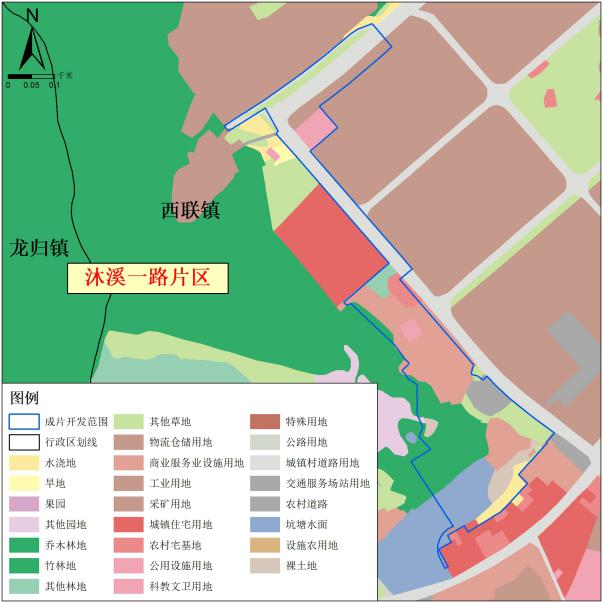 N
千米
0 0.05 0.1
西联镇
龙归镇
沐溪一路片区
图例
成片开发范围
行政区划线
水浇地
旱地
果园
其他园地
乔木林地
竹林地
其他林地
其他草地
物流仓储用地
商业服务业设施用地
工业用地
采矿用地
城镇住宅用地
农村宅基地
公用设施用地
科教文卫用地
特殊用地
公路用地
城镇村道路用地
交通服务场站用地
农村道路
坑塘水面
设施农用地
裸土地